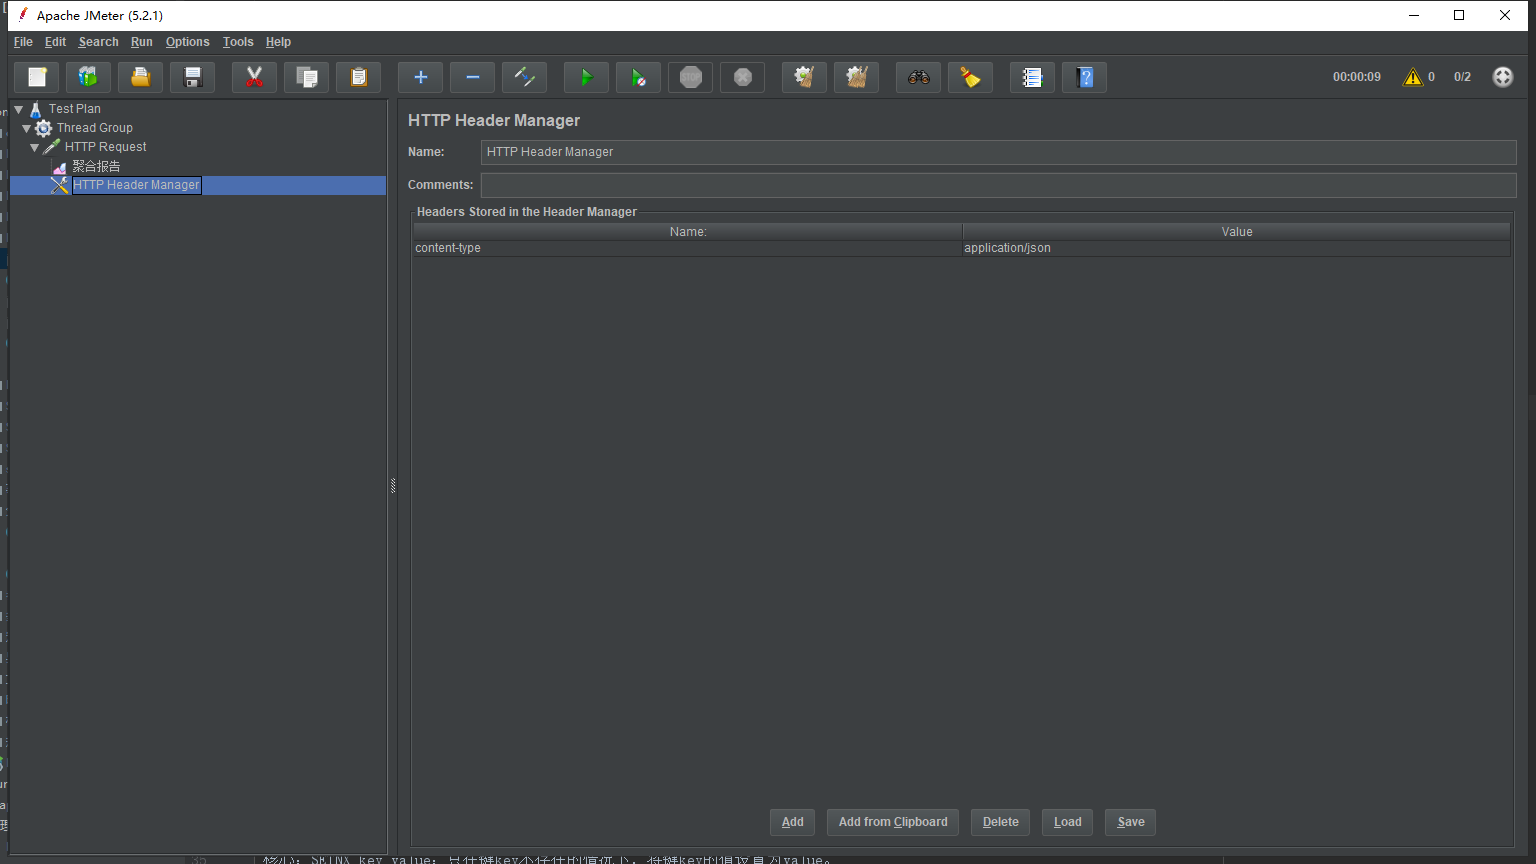 Apache JMeter (5.2.1)
File Edit Search Run Options Tools Help
STOP
00:00:09 0 0/2
Test Plan
Thread Group
HTTP Request
聚合报告
HTTP Header Manager
HTTP Header Manager
Name: HTTP Header Manager
Comments:
Headers Stored in the Header Manager
Name: Value
content-type application/json
Add Add from Clipboard Delete Load Save
35